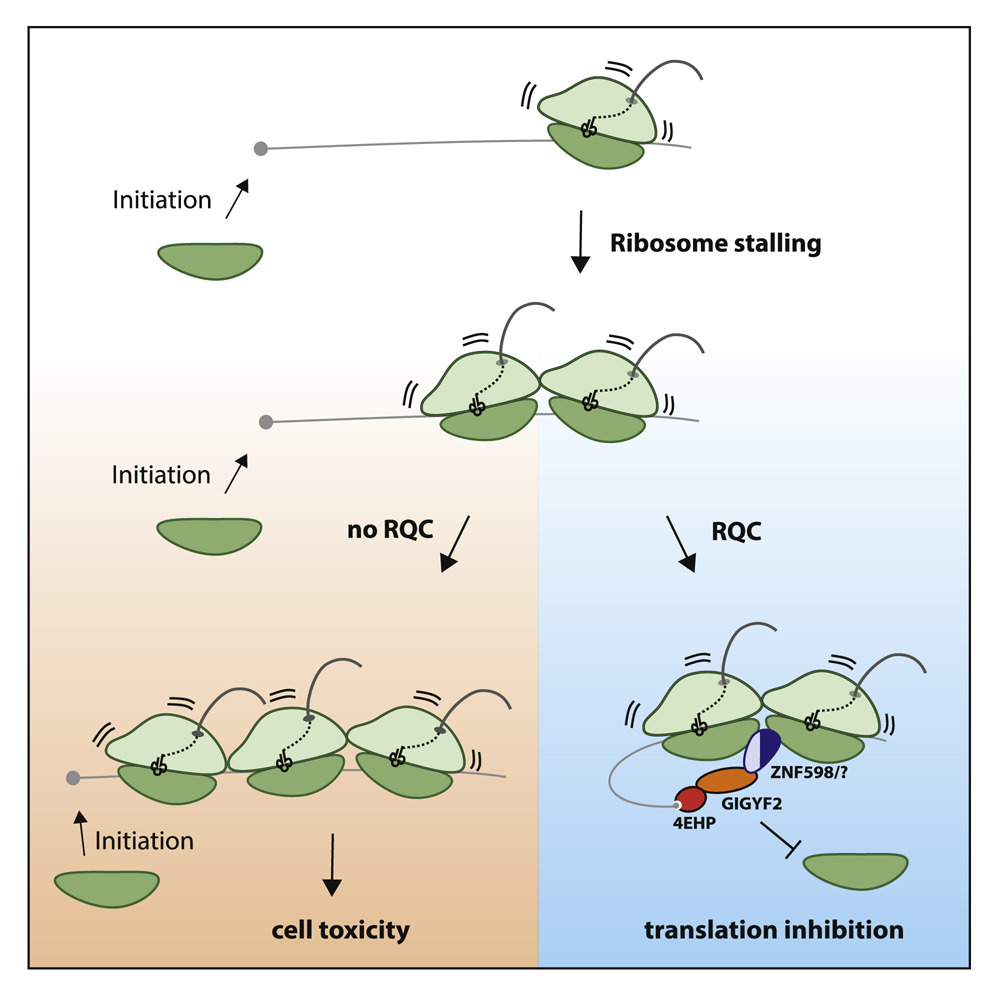 Initiation
Ribosome stalling
Initiation
no RQC
RQC
ZNF598/?
GIGYF2
4EHP
Initiation
cell toxicity
translation inhibition